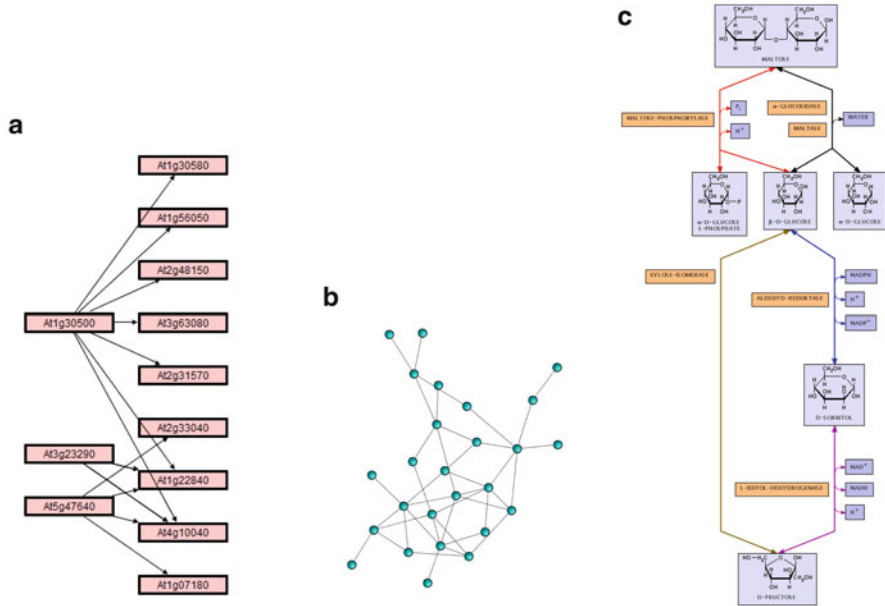 a
At1g30580
At1g56050
At2g48150
At1g30500
At3g63080
At2g31570
At2g33040
At3g23290
At1g22840
At5g47640
At4g10040
At1g07180
b
c
MALTOSE
MALTOSE-PHOSPHORYLASE
P i
H+
α-GLUCOSIDASE
MALTASE
WATER
α-D-GLUCOSE
1-PHOSPHATE
β-D-GLUCOSE
α-D-GLUCOSE
XYLOSE-ISOMERASE
ALDEHYD-REDUKTASE
NADPH
H+
NADP+
D-SORBITOL
L-IDITOL-DEHYDROGENASE
NAD+
NADH
H+
D-FRUCTOSE